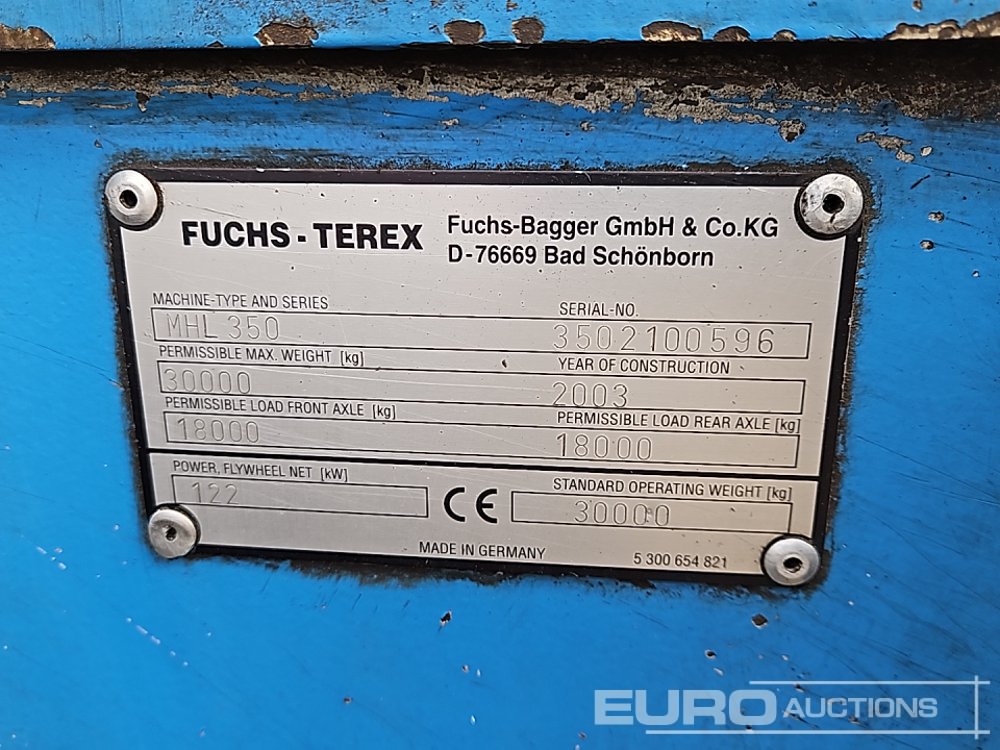 FUCHS - TEREX
Fuchs-Bagger GmbH & Co.KG
D-76669 Bad Schönborn
MACHINE-TYPE AND SERIES
SERIAL-NO.
MHL 350
3502100596
PERMISSIBLE MAX. WEIGHT [kg]
YEAR OF CONSTRUCTION
30000
2003
PERMISSIBLE LOAD FRONT AXLE [kg]
PERMISSIBLE LOAD REAR AXLE [kg]
18000
18000
POWER, FLYWHEEL NET [kW]
STANDARD OPERATING WEIGHT [kg]
122
CE
30000
MADE IN GERMANY
5 300 654 821
EURO AUCTIONS